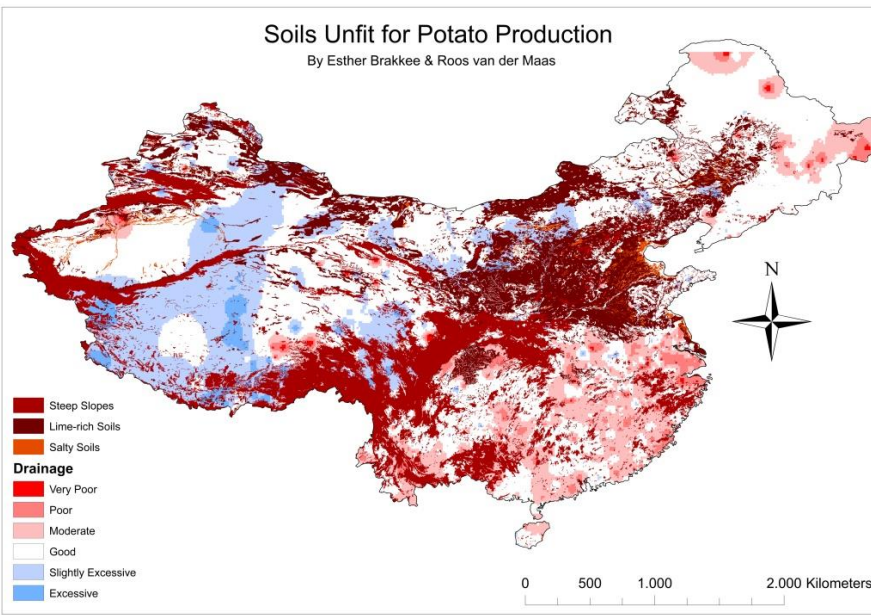 Soils Unfit for Potato Production
By Esther Brakkee & Roos van der Maas
N
Steep Slopes
Lime-rich Soils
Salty Soils
Drainage
Very Poor
Poor
Moderate
Good
Slightly Excessive
Excessive
0 500 1.000 2.000 Kilometers